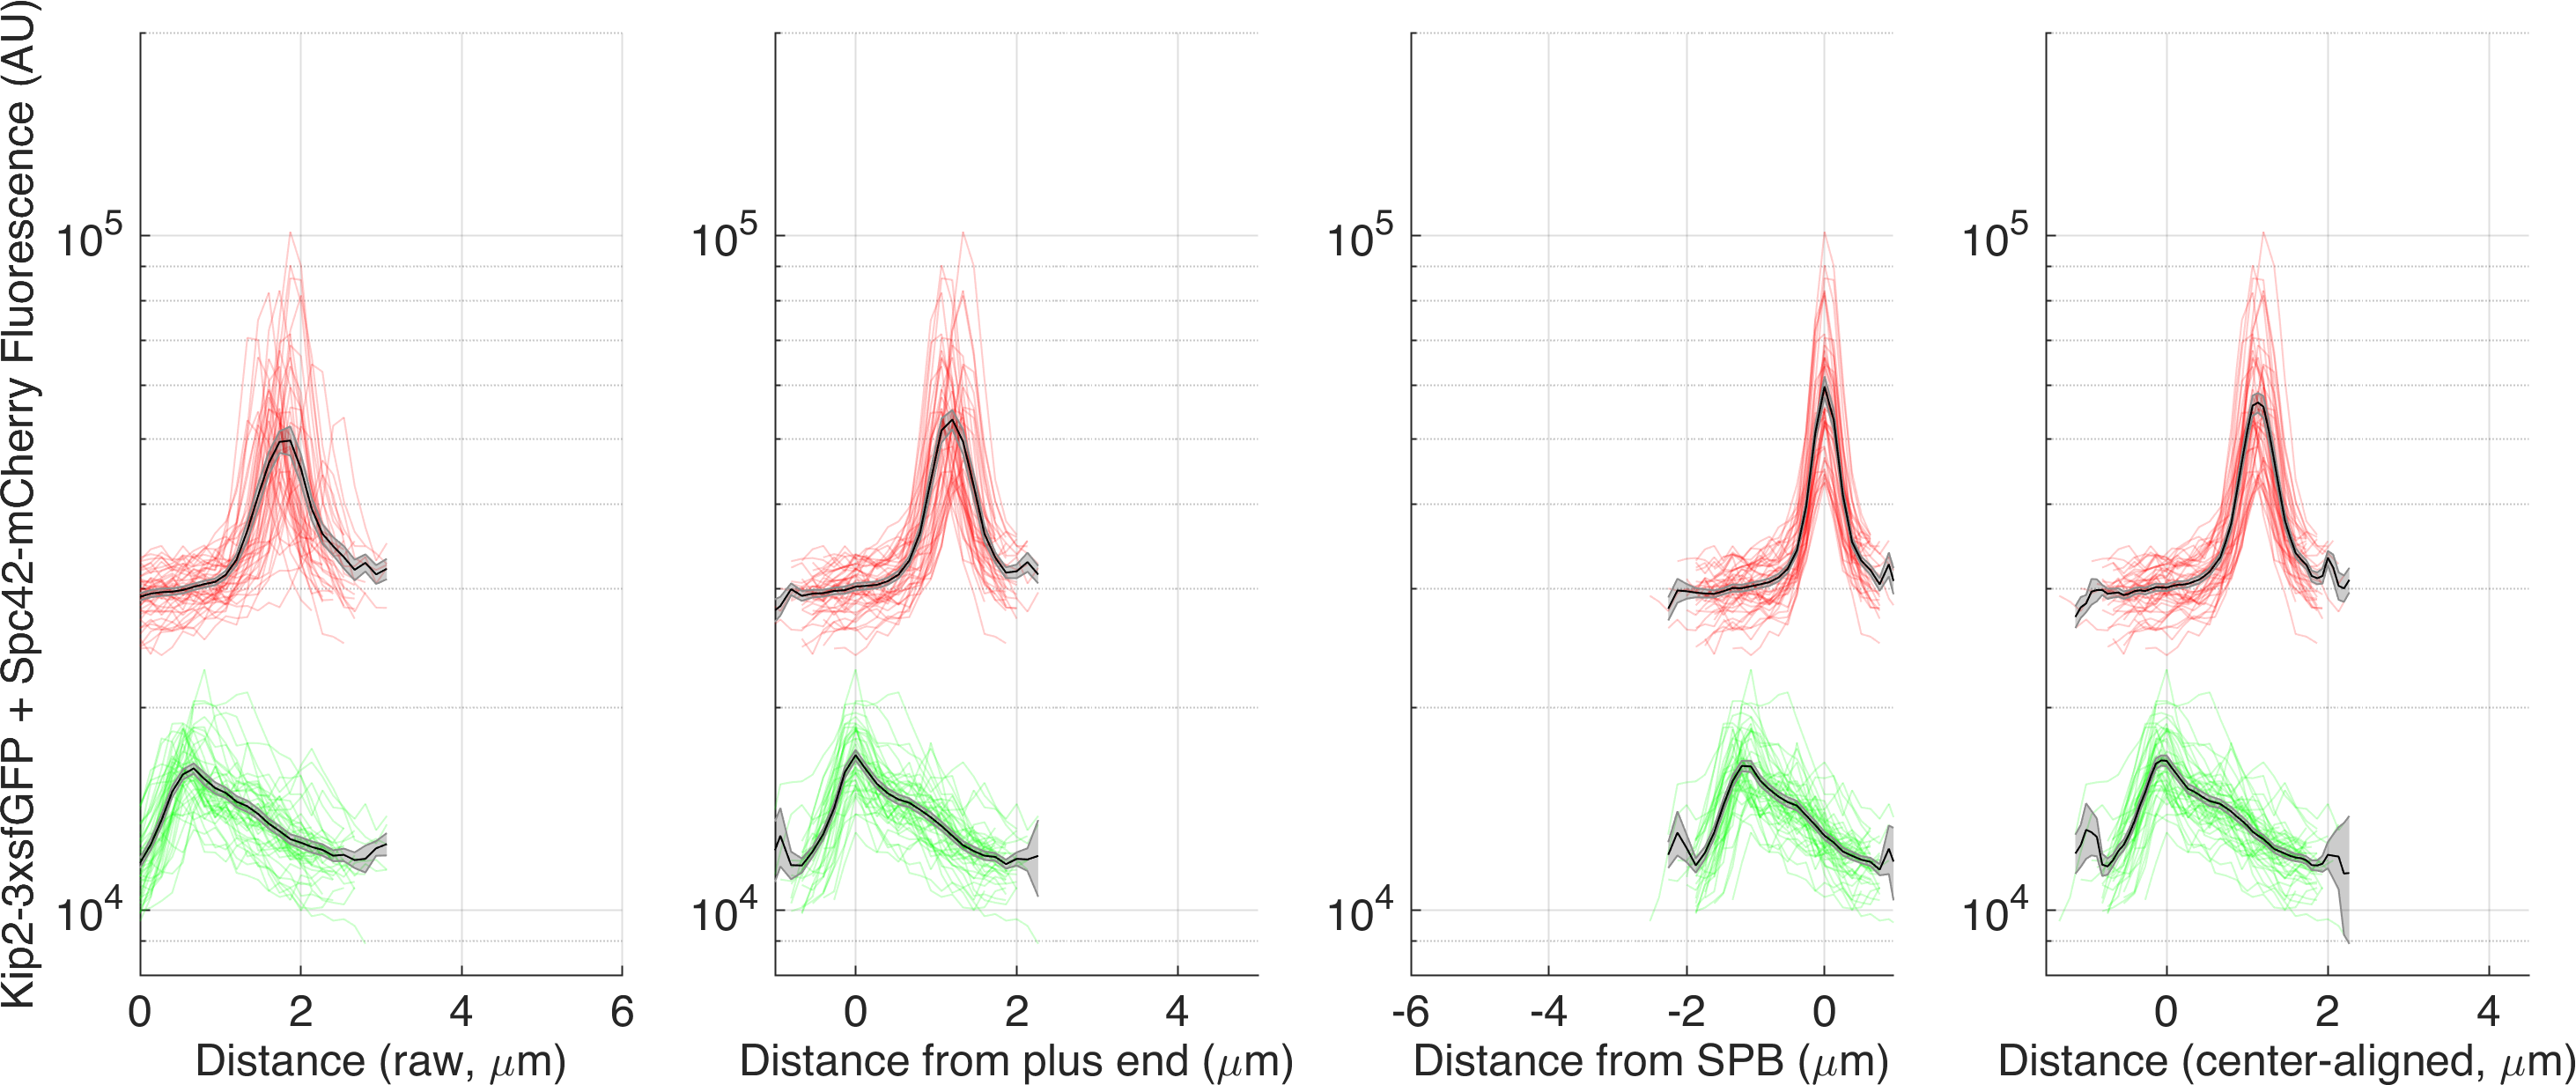 Kip2-3xsfGFP + Spc42-mCherry Fluorescence (AU)
10^5
10^4
0 2 4 6
Distance (raw, μm)
10^5
10^4
0 2 4
Distance from plus end (μm)
10^5
10^4
-6 -4 -2 0
Distance from SPB (μm)
10^5
10^4
0 2 4
Distance (center-aligned, μm)